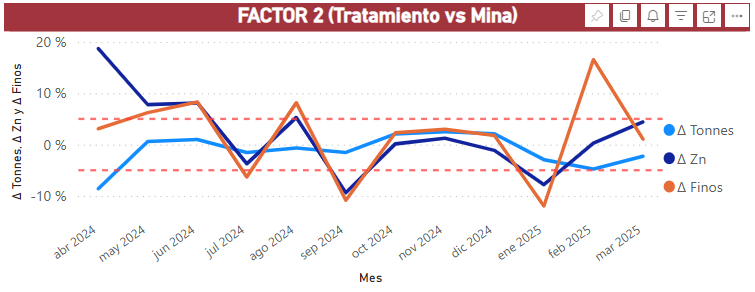 FACTOR 2 (Tratamiento vs Mina)
Δ Tonnes, Δ Zn y Δ Finos
20 %
10 %
0 %
-10 %
abr 2024
may 2024
jun 2024
jul 2024
ago 2024
sep 2024
oct 2024
nov 2024
dic 2024
ene 2025
feb 2025
mar 2025
Mes
Δ Tonnes
Δ Zn
Δ Finos